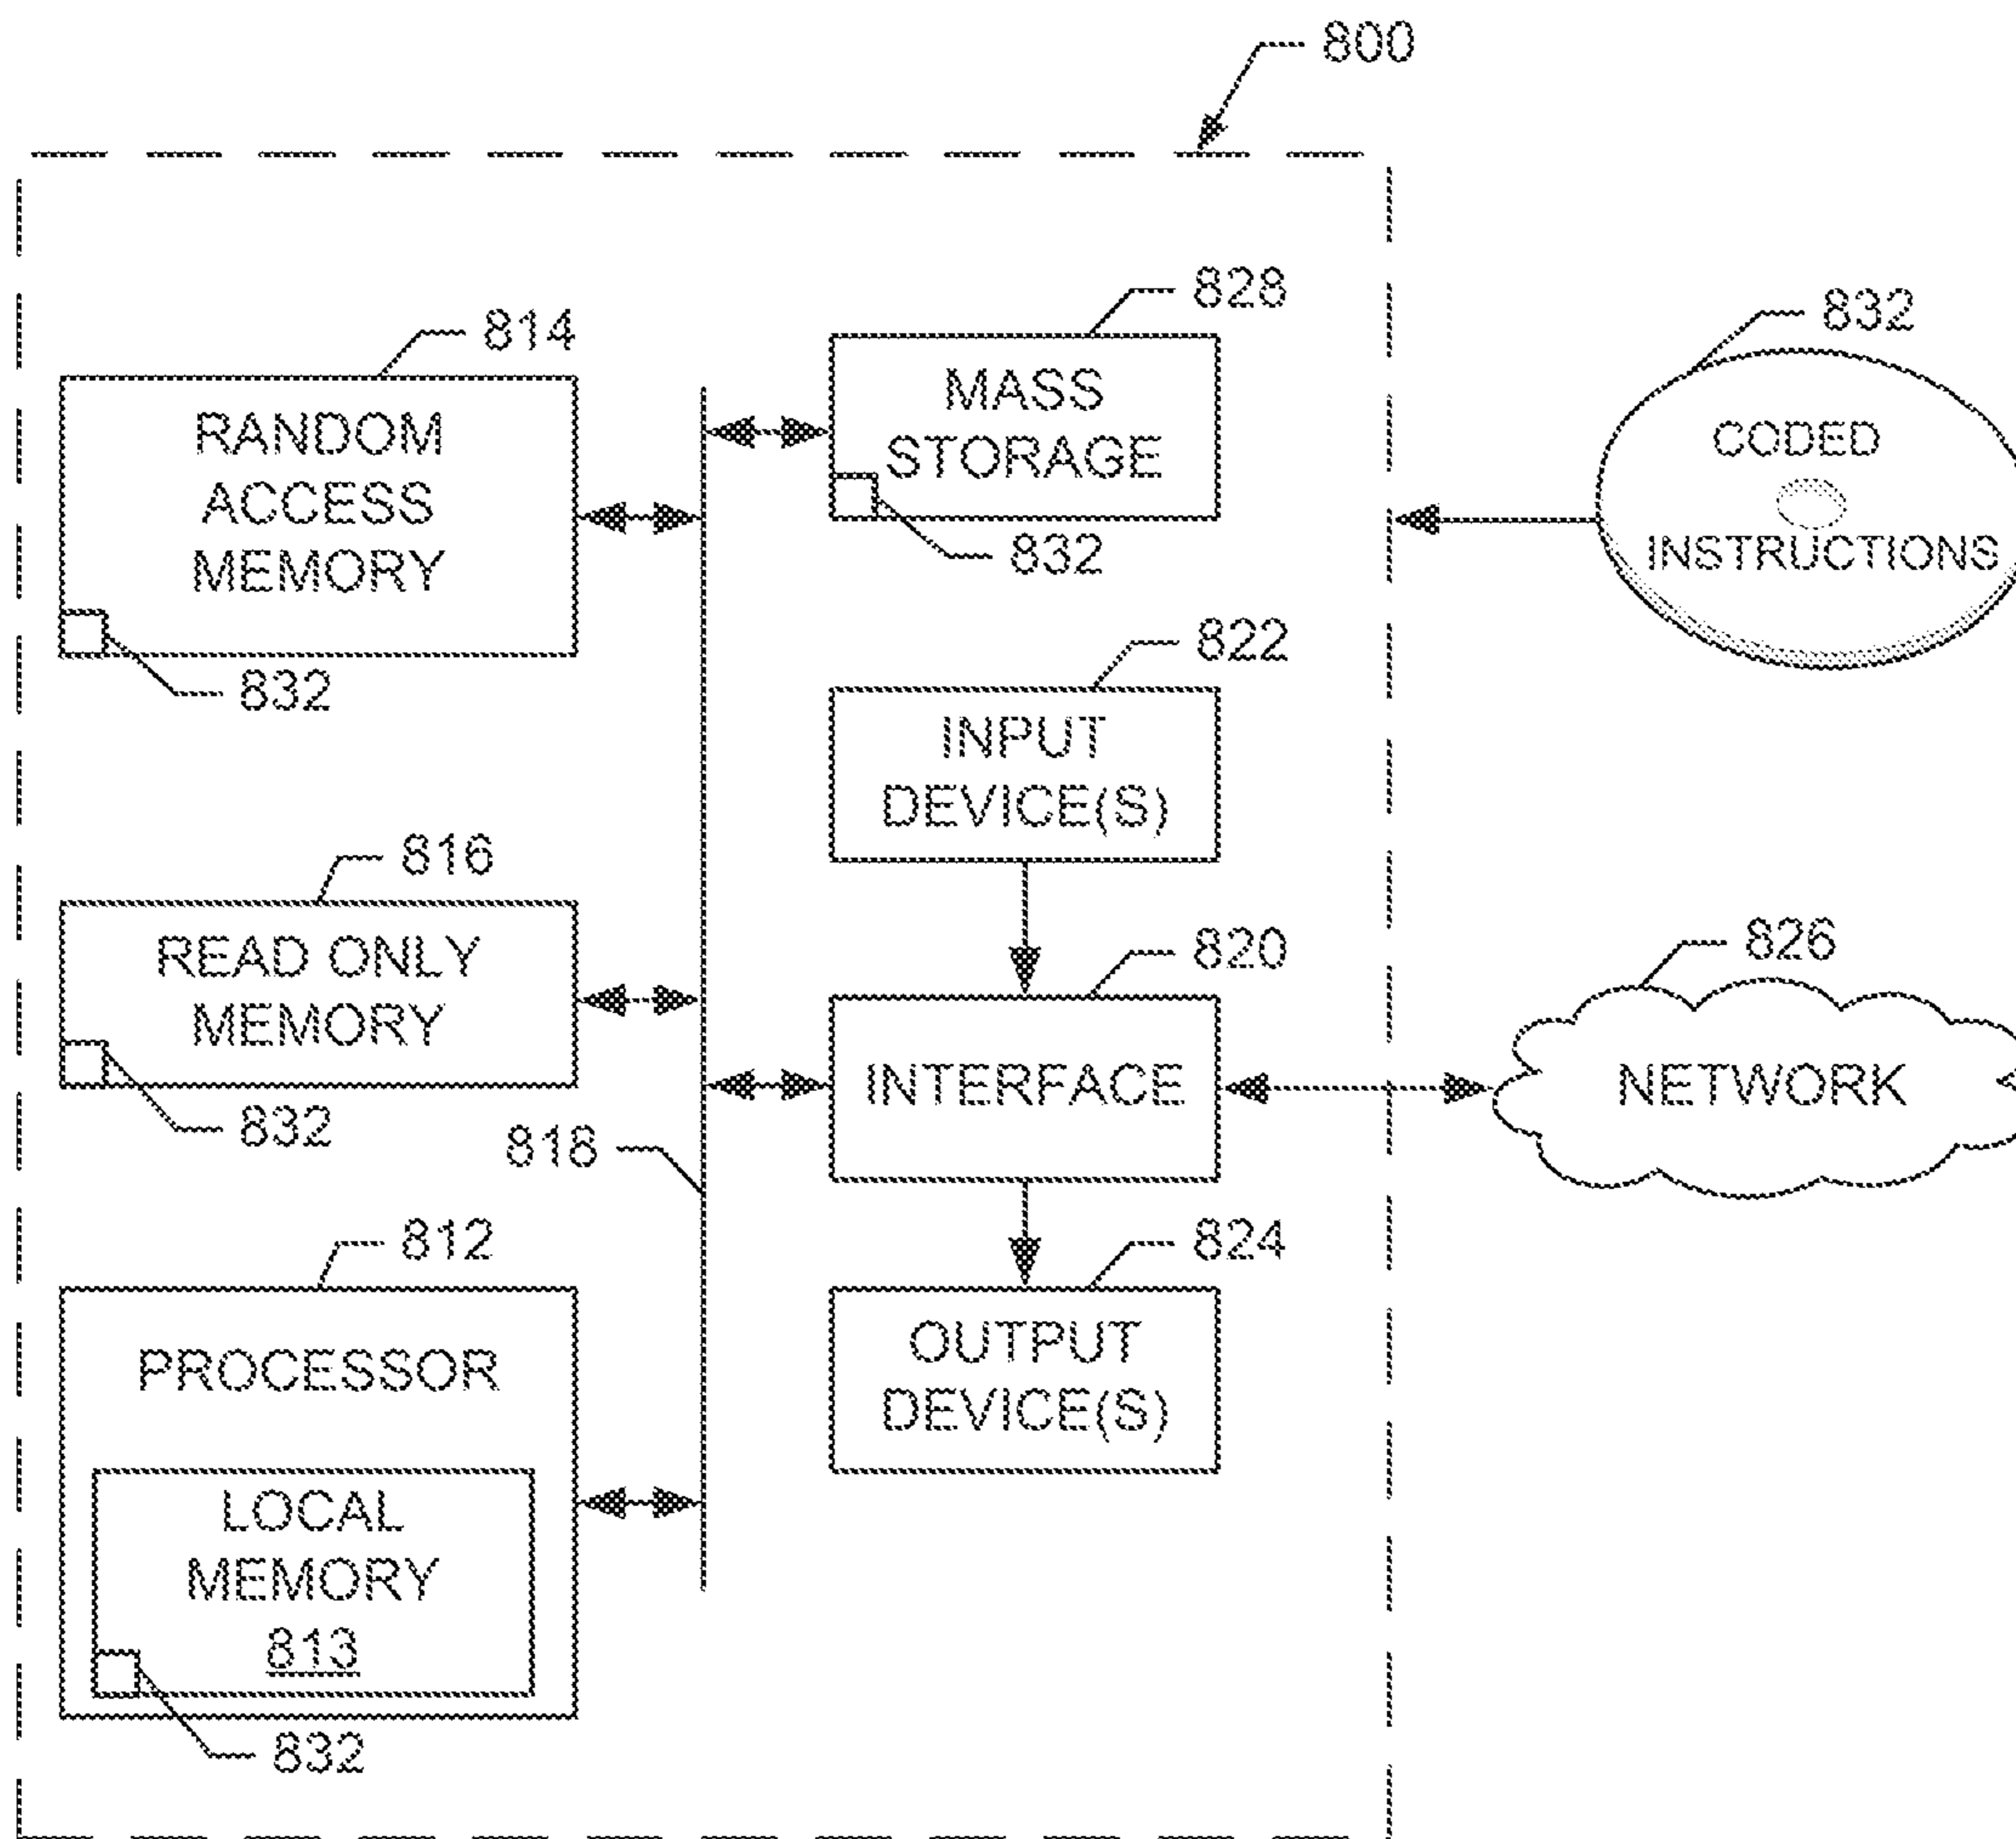 800
814
RANDOM
ACCESS
MEMORY
832
828
MASS
STORAGE
832
832
CODED
INSTRUCTIONS
822
INPUT
DEVICE(S)
816
READ ONLY
MEMORY
832
818
820
INTERFACE
826
NETWORK
812
PROCESSOR
LOCAL
MEMORY
813
832
824
OUTPUT
DEVICE(S)